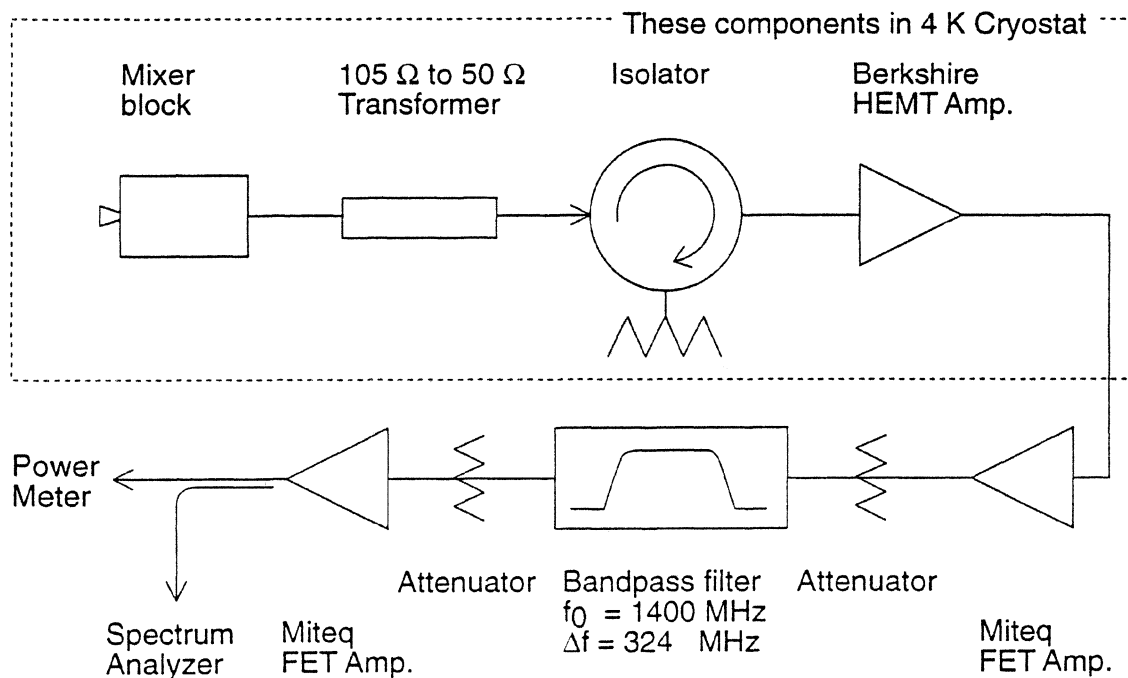 These components in 4 K Cryostat
Mixer
block
105 Ω to 50 Ω
Transformer
Isolator
Berkshire
HEMT Amp.
Power
Meter
Attenuator
Bandpass filter
f0 = 1400 MHz
Δf = 324 MHz
Attenuator
Spectrum
Analyzer
Miteq
FET Amp.
Miteq
FET Amp.